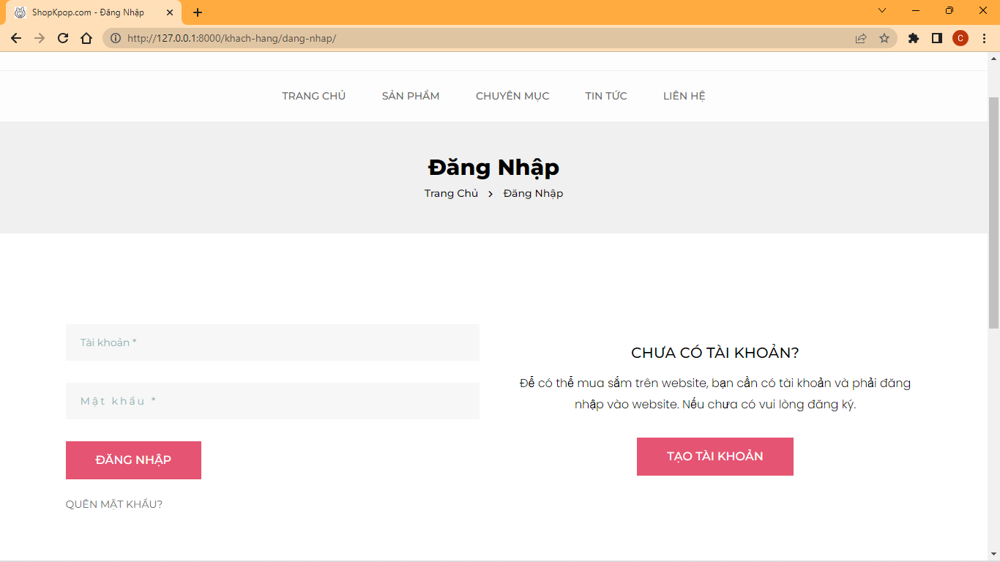 ShopKpop.com - Đăng Nhập
http://127.0.0.1:8000/khach-hang/dang-nhap/
C
TRANG CHỦ SẢN PHẨM CHUYÊN MỤC TIN TỨC LIÊN HỆ
Đăng Nhập
Trang Chủ > Đăng Nhập
Tài khoản *
Mật khẩu *
ĐĂNG NHẬP
QUÊN MẬT KHẨU?
CHƯA CÓ TÀI KHOẢN?
Để có thể mua sắm trên website, bạn cần có tài khoản và phải đăng
nhập vào website. Nếu chưa có vui lòng đăng ký.
TẠO TÀI KHOẢN